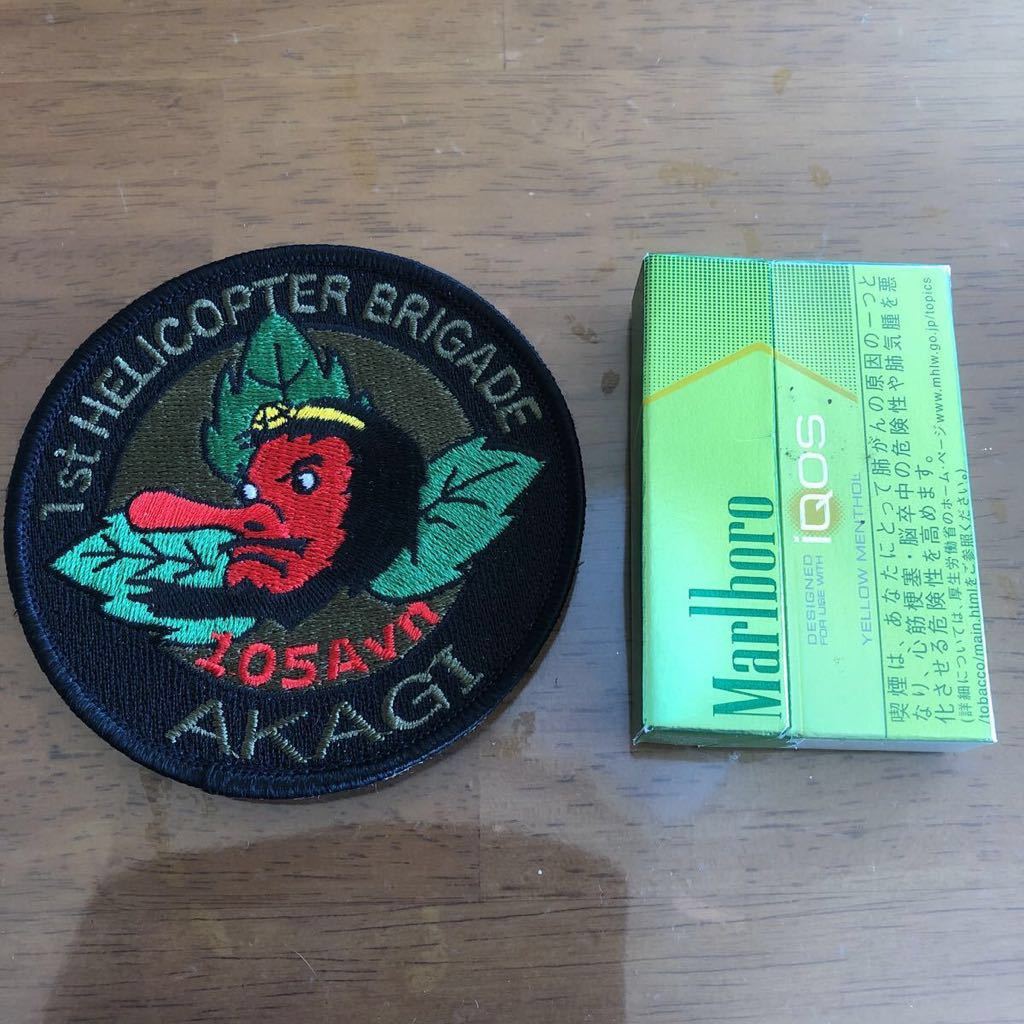 1st HELICOPTER BRIGADE
105Avn
AKAGI
Marlboro
DESIGNED
FOR USE WITH
IQOS
YELLOW MENTHOL
喫煙は、あなたにとって肺がんの原因の一つと
なり、心筋梗塞・脳卒中の危険性や肺気腫を悪
化させる危険性を高めます。
(詳細については、厚生労働省のホーム・ページwww.mhlw.go.jp/topics
/tobacco/main.htmlをご参照ください。)